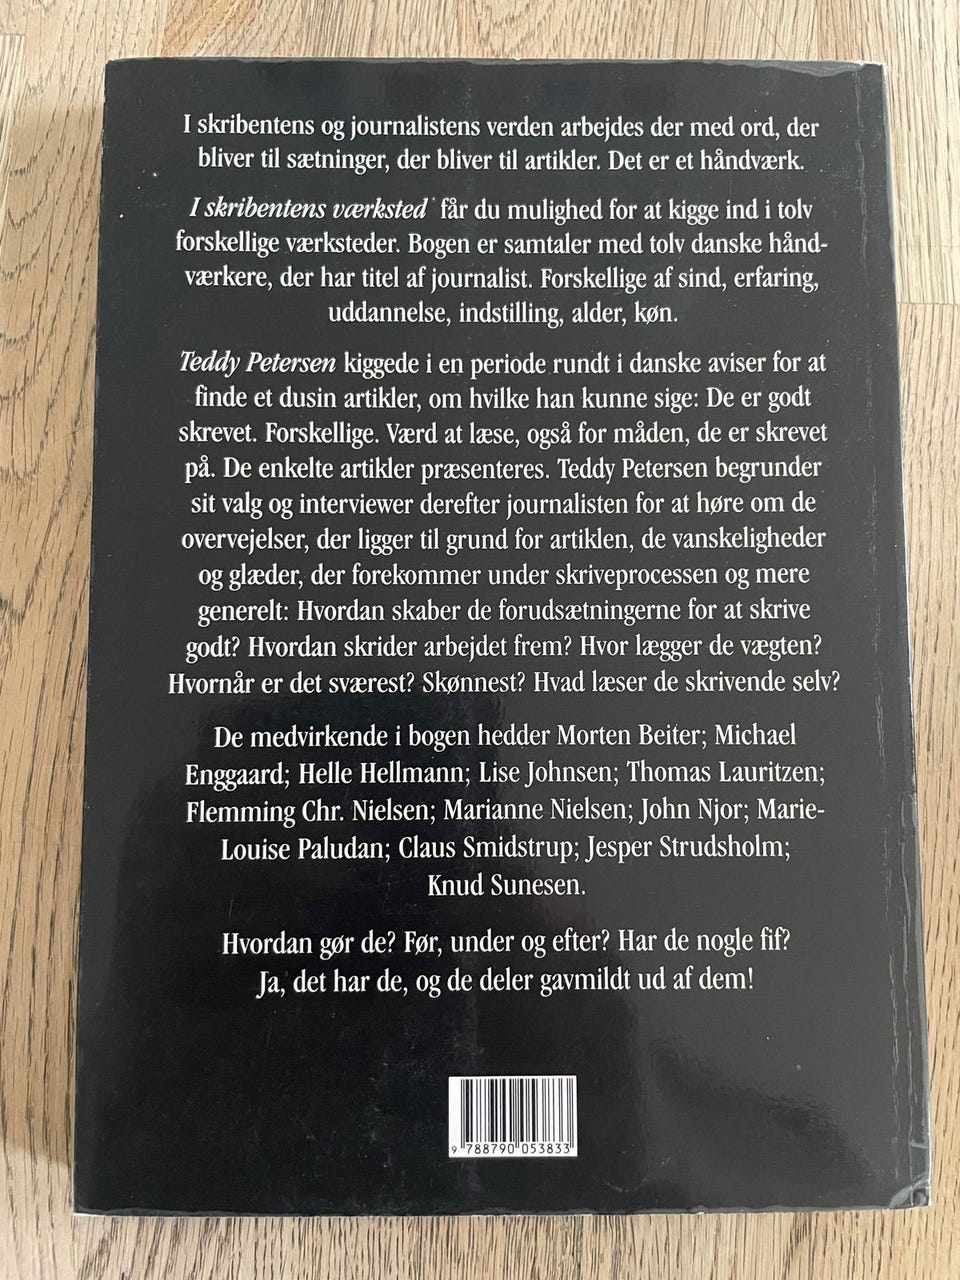 I skribentens og journalistens verden arbejdes der med ord, der
bliver til sætninger, der bliver til artikler. Det er et håndværk.
I skribentens værksted får du mulighed for at kigge ind i tolv
forskellige værksteder. Bogen er samtaler med tolv danske hånd-
værkere, der har titel af journalist. Forskellige af sind, erfaring,
uddannelse, indstilling, alder, køn.
Teddy Petersen kiggede i en periode rundt i danske aviser for at
finde et dusin artikler, om hvilke han kunne sige: De er godt
skrevet. Forskellige. Værd at læse, også for måden, de er skrevet
på. De enkelte artikler præsenteres. Teddy Petersen begrunder
sit valg og interviewer derefter journalisten for at høre om de
overvejelser, der ligger til grund for artiklen, de vanskeligheder
og glæder, der forekommer under skriveprocessen og mere
generelt: Hvordan skaber de forudsætningerne for at skrive
godt? Hvordan skrider arbejdet frem? Hvor lægger de vægten?
Hvornår er det sværest? Skønnest? Hvad læser de skrivende selv?
De medvirkende i bogen hedder Morten Beiter; Michael
Enggaard; Helle Hellmann; Lise Johnsen; Thomas Lauritzen;
Flemming Chr. Nielsen; Marianne Nielsen; John Njor; Marie-
Louise Paludan; Claus Smidstrup; Jesper Strudsholm;
Knud Sunesen.
Hvordan gør de? Før, under og efter? Har de nogle fif?
Ja, det har de, og de deler gavmildt ud af dem!
9 788790 053833